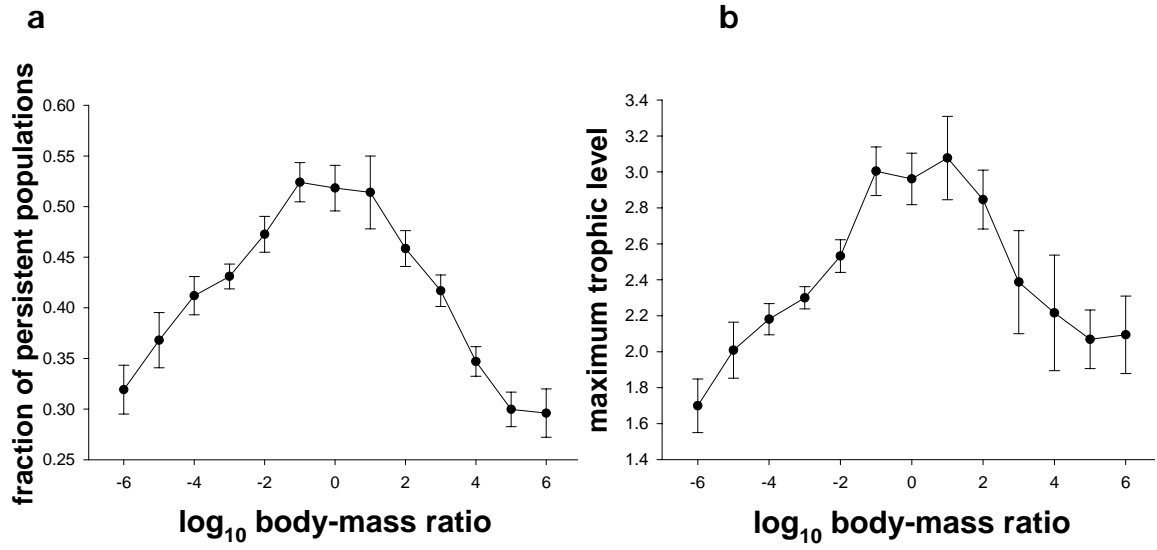 a
fraction of persistent populations
0.60
0.55
0.50
0.45
0.40
0.35
0.30
0.25
-6 -4 -2 0 2 4 6
log10 body-mass ratio
b
maximum trophic level
3.4
3.2
3.0
2.8
2.6
2.4
2.2
2.0
1.8
1.6
1.4
-6 -4 -2 0 2 4 6
log10 body-mass ratio